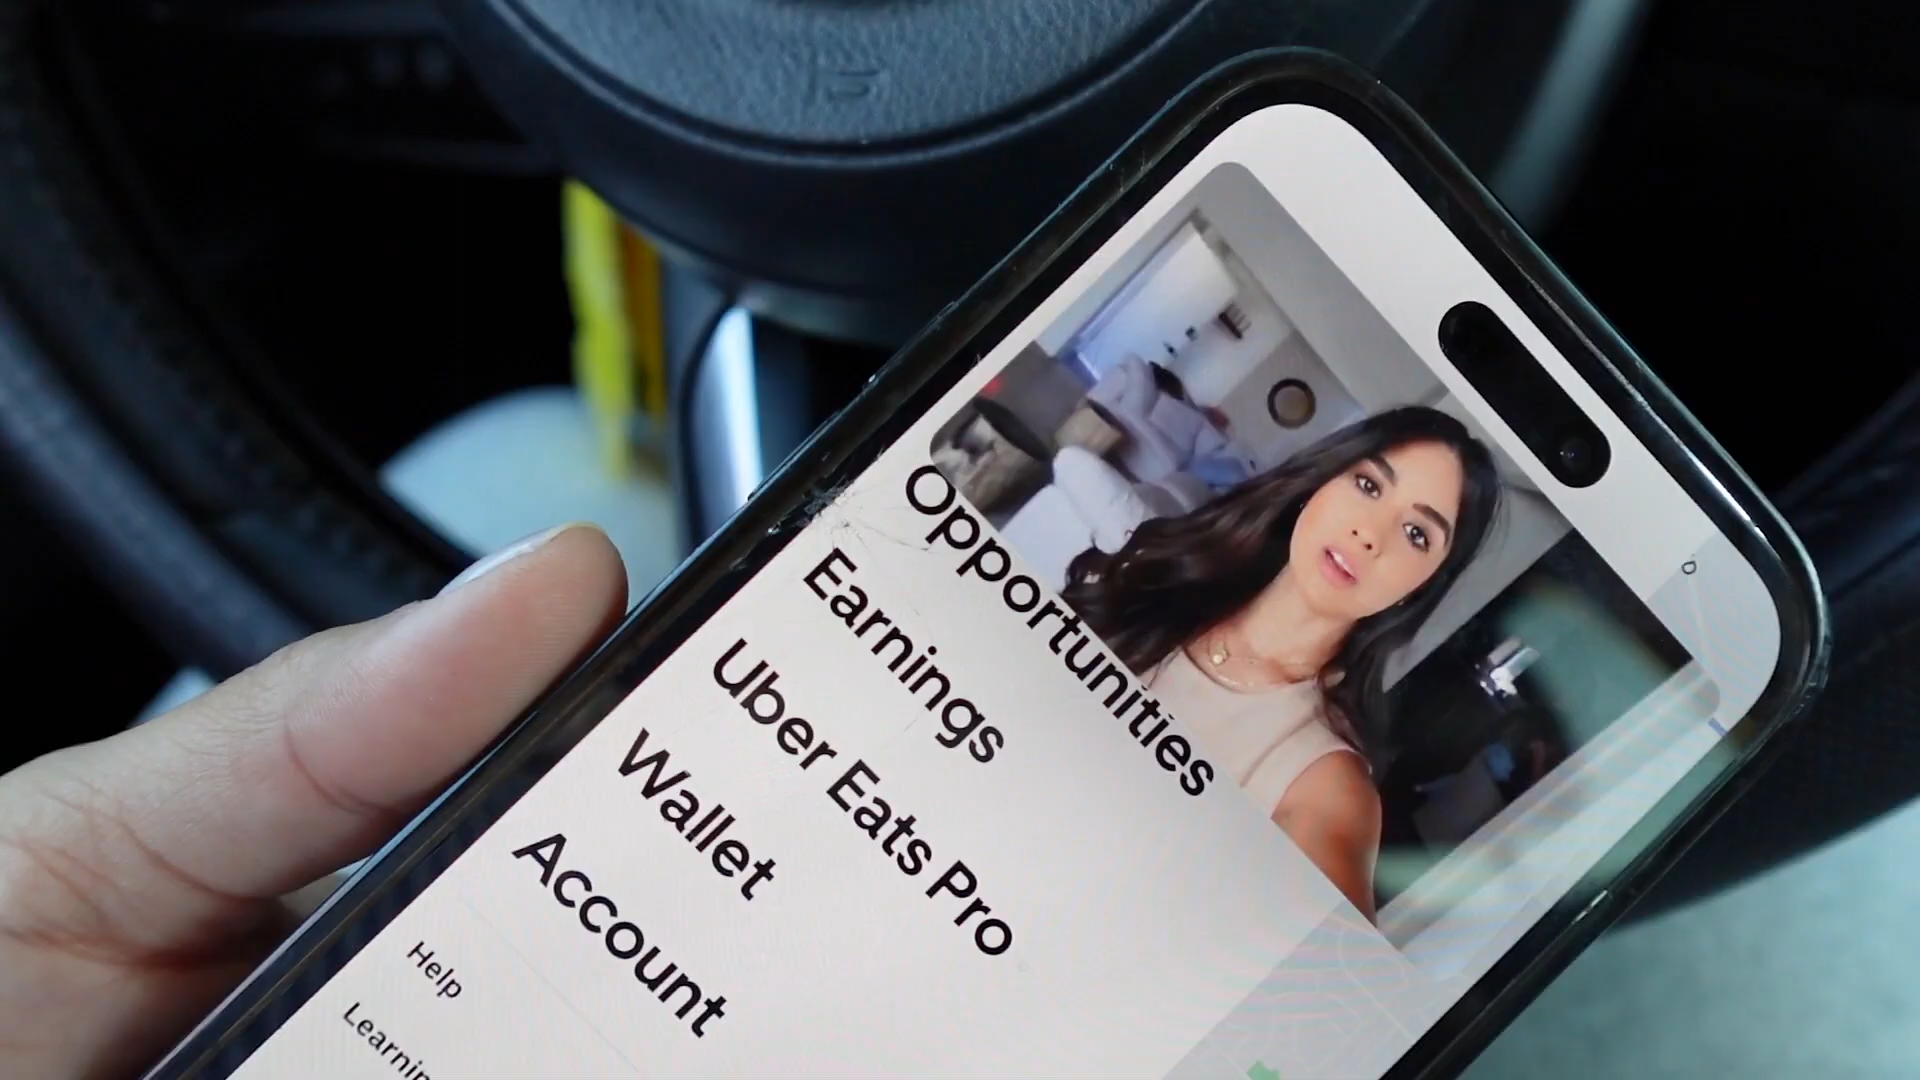 Opportunities
Earnings
Uber Eats Pro
Wallet
Account
Help